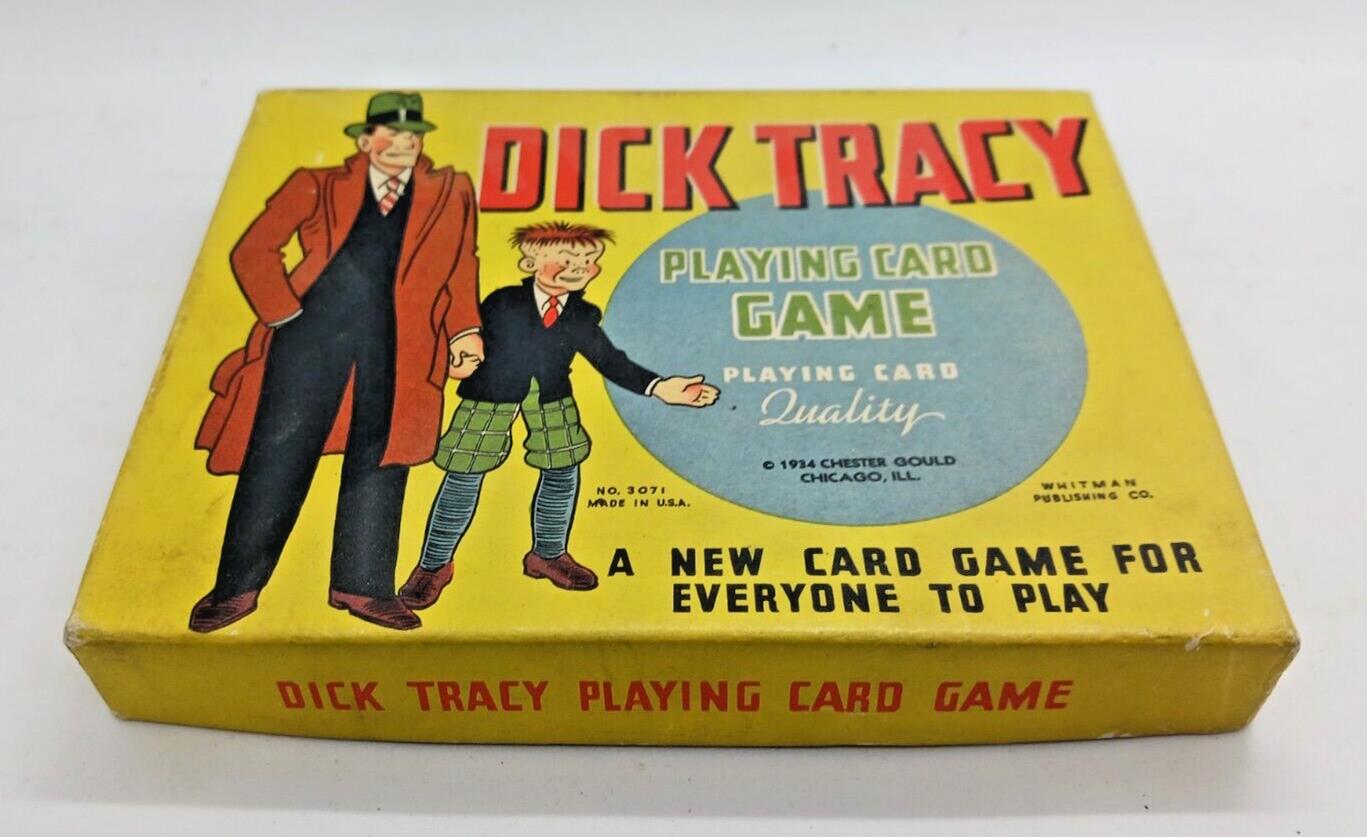 DICK TRACY
PLAYING CARD
GAME
PLAYING CARD
Quality
© 1934 CHESTER GOULD
CHICAGO, ILL.
NO. 3071
MADE IN U.S.A.
WHITMAN
PUBLISHING CO.
A NEW CARD GAME FOR
EVERYONE TO PLAY
DICK TRACY PLAYING CARD GAME